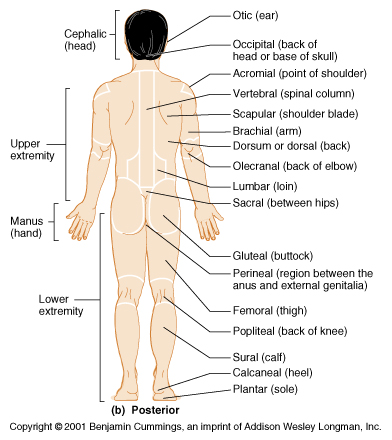 Cephalic
(head)
Otic (ear)
Occipital (back of
head or base of skull)
Acromial (point of shoulder)
Vertebral (spinal column)
Scapular (shoulder blade)
Brachial (arm)
Dorsum or dorsal (back)
Olecranal (back of elbow)
Lumbar (loin)
Sacral (between hips)
Upper
extremity
Manus
(hand)
Gluteal (buttock)
Perineal (region between the
anus and external genitalia)
Lower
extremity
Femoral (thigh)
Popliteal (back of knee)
Sural (calf)
Calcaneal (heel)
Plantar (sole)
(b) Posterior
Copyright © 2001 Benjamin Cummings, an imprint of Addison Wesley Longman, Inc.